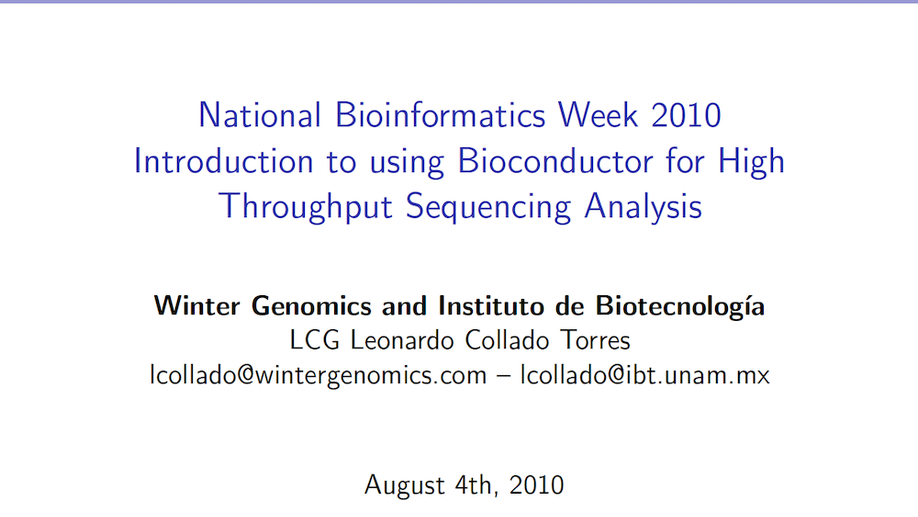 National Bioinformatics Week 2010
Introduction to using Bioconductor for High
Throughput Sequencing Analysis
Winter Genomics and Instituto de Biotecnología
LCG Leonardo Collado Torres
lcollado@wintergenomics.com – lcollado@ibt.unam.mx
August 4th, 2010